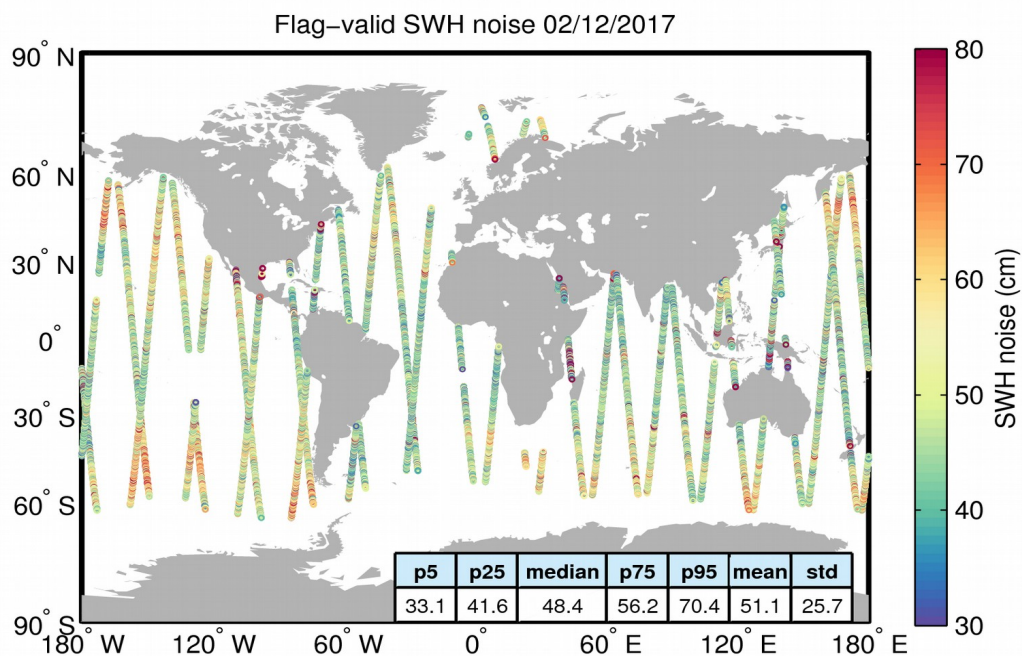 Flag−valid SWH noise 02/12/2017
90° N
60° N
30° N
0°
30° S
60° S
90° S
180° W
120° W
60° W
0°
60° E
120° E
180° E
80
70
60
50
40
30
SWH noise (cm)
p5 p25 median p75 p95 mean std
33.1 41.6 48.4 56.2 70.4 51.1 25.7